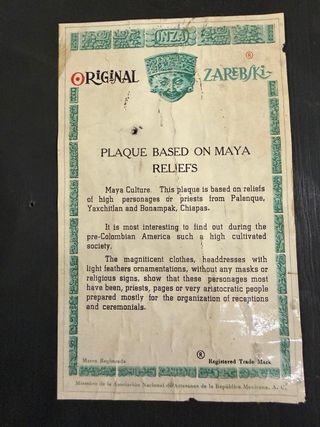 INZA
ORIGINAL ZAREBSKI ®
PLAQUE BASED ON MAYA
RELIEFS
Maya Culture. This plaque is based on reliefs
of high personages or priests from Palenque,
Yaxchitlan and Bonampak, Chiapas.
It is most interesting to find out during the
pre-Colombian America such a high cultivated
society.
The magnificent clothes, headdresses with
light feathers ornamentations, without any masks or
religious signs, show that these personages most
have been, priests, pages or very aristocratic people
prepared mostly for the organization of receptions
and ceremonials.
®
Marca Registrada Registered Trade Mark
Miembro de la Asociación Nacional de Artesanos de la República Mexicana, A. C.